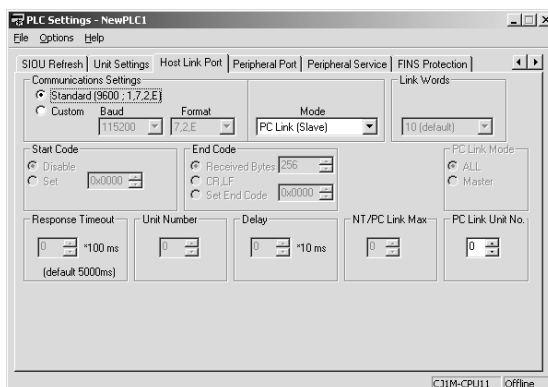 PLC Settings - NewPLC1
File Options Help
SIOU Refresh Unit Settings Host Link Port Peripheral Port Peripheral Service FINS Protection
Communications Settings
Standard (9600 ; 1,7,2,E)
Custom Baud Format
115200 7,2,E
Mode
PC Link (Slave)
Link Words
10 (default)
Start Code
Disable
Set 0x0000
End Code
Received Bytes 256
CR,LF
Set End Code 0x0000
PC Link Mode
ALL
Master
Response Timeout
0 *100 ms
(default 5000ms)
Unit Number
0
Delay
0 *10 ms
NT/PC Link Max
0
PC Link Unit No.
0
CJ1M-CPU11 Offline